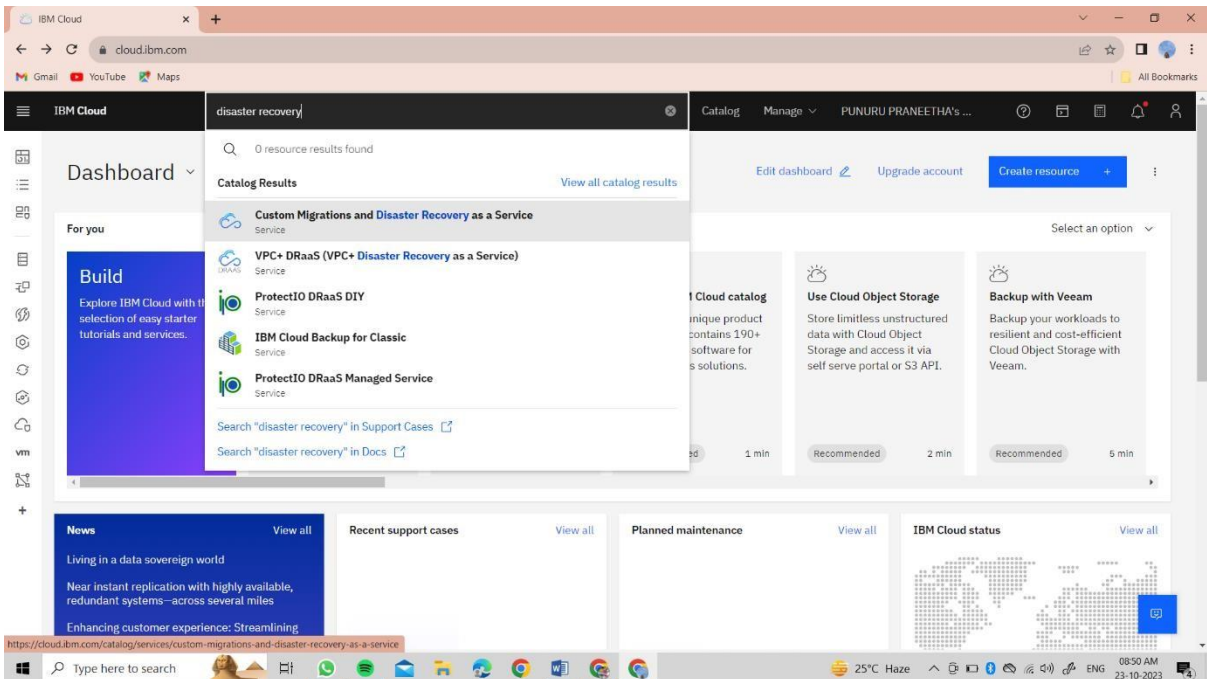 IBM Cloud
cloud.ibm.com
Gmail YouTube Maps All Bookmarks
IBM Cloud disaster recovery Catalog Manage PUNURU PRANEETHA's ...
0 resource results found
Dashboard Edit dashboard Upgrade account Create resource +
Catalog Results View all catalog results
Custom Migrations and Disaster Recovery as a Service
Service
For you Select an option
VPC+ DRaaS (VPC+ Disaster Recovery as a Service)
DRAAS Service
ProtectIO DRaaS DIY
Service
IBM Cloud Backup for Classic
Service
ProtectIO DRaaS Managed Service
Service
Search "disaster recovery" in Support Cases
Search "disaster recovery" in Docs
Build
Explore IBM Cloud with th
selection of easy starter
tutorials and services.
Cloud catalog
nique product
contains 190+
software for
s solutions.
1 min
Use Cloud Object Storage
Store limitless unstructured
data with Cloud Object
Storage and access it via
self serve portal or S3 API.
Recommended 2 min
Backup with Veeam
Backup your workloads to
resilient and cost-efficient
Cloud Object Storage with
Veeam.
Recommended 5 min
vm
News View all
Living in a data sovereign world
Near instant replication with highly available,
redundant systems—across several miles
Enhancing customer experience: Streamlining
Recent support cases View all
Planned maintenance View all
IBM Cloud status View all
https://cloud.ibm.com/catalog/services/custom-migrations-and-disaster-recovery-as-a-service
Type here to search 25°C Haze ENG 08:50 AM
23-10-2023
4